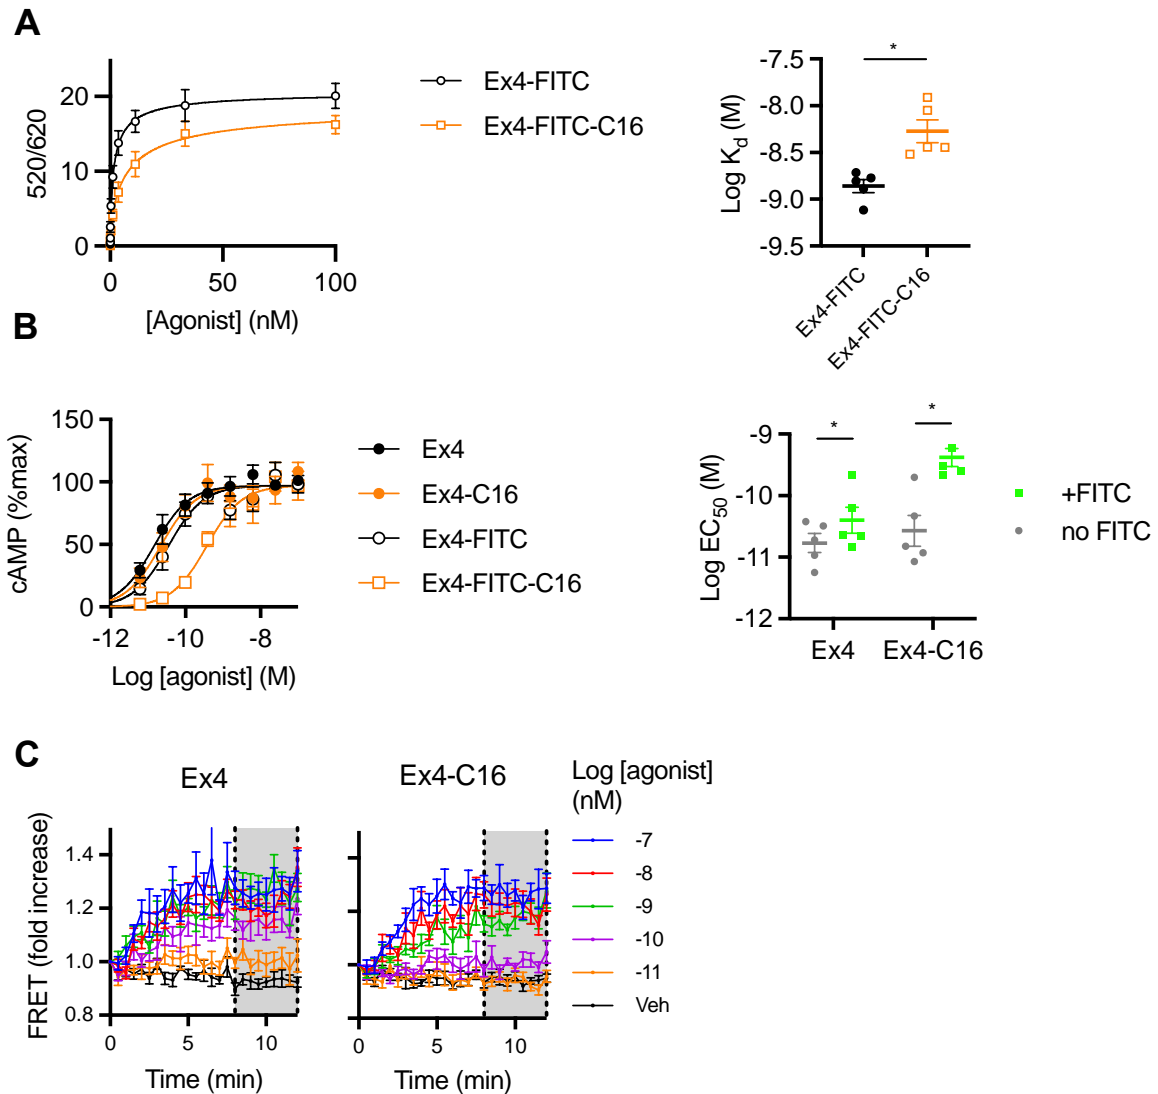 A
520/620
20
10
0
0
50
100
[Agonist] (nM)
Ex4-FITC
Ex4-FITC-C16
Log Kd (M)
-7.5
-8.0
-8.5
-9.0
-9.5
*
Ex4-FITC
Ex4-FITC-C16
B
cAMP (%max)
150
100
50
0
-12
-10
-8
Log [agonist] (M)
Ex4
Ex4-C16
Ex4-FITC
Ex4-FITC-C16
Log EC50 (M)
-9
-10
-11
-12
*
*
Ex4
Ex4-C16
+FITC
no FITC
C
Ex4
FRET (fold increase)
1.4
1.2
1.0
0.8
0
5
10
Time (min)
Ex4-C16
0
5
10
Time (min)
Log [agonist]
(nM)
-7
-8
-9
-10
-11
Veh